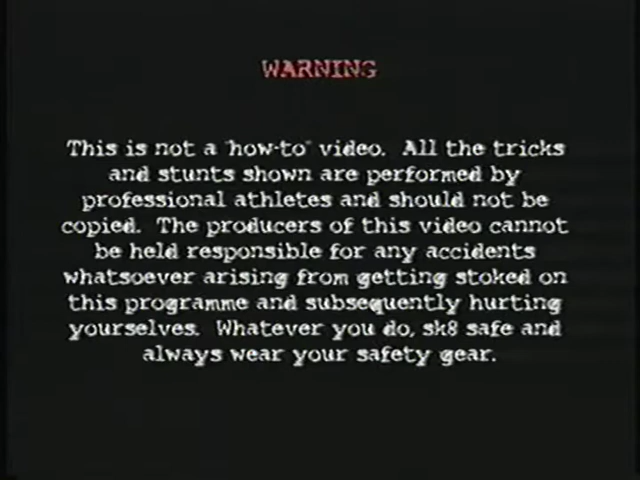 WARNING
This is not a "how-to" video. All the tricks
and stunts shown are performed by
professional athletes and should not be
copied. The producers of this video cannot
be held responsible for any accidents
whatsoever arising from getting stoked on
this programme and subsequently hurting
yourselves. Whatever you do, sk8 safe and
always wear your safety gear.